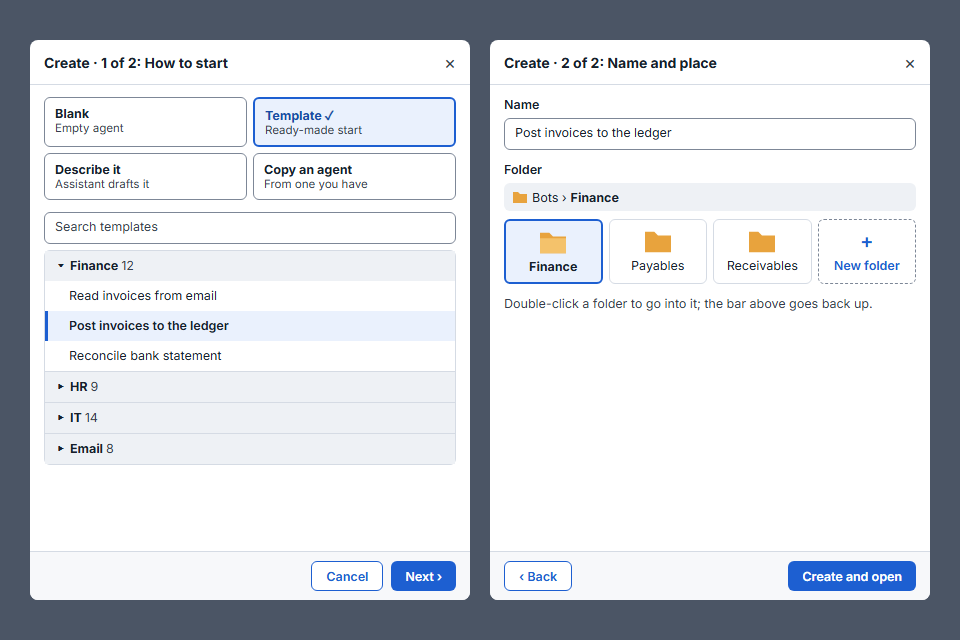 Create · 1 of 2: How to start
×
Blank
Empty agent
Template ✓
Ready-made start
Describe it
Assistant drafts it
Copy an agent
From one you have
Search templates
Finance 12
Read invoices from email
Post invoices to the ledger
Reconcile bank statement
HR 9
IT 14
Email 8
Cancel
Next ›
Create · 2 of 2: Name and place
×
Name
Post invoices to the ledger
Folder
Bots › Finance
Finance
Payables
Receivables
+
New folder
Double-click a folder to go into it; the bar above goes back up.
‹ Back
Create and open